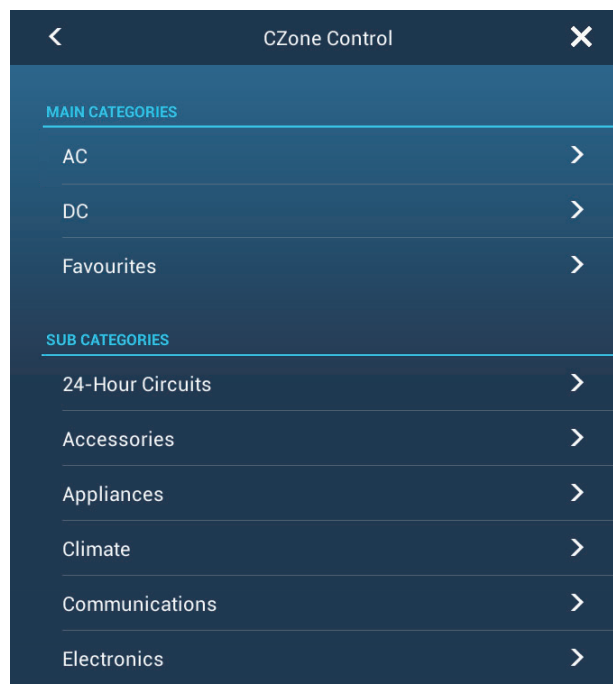 CZone Control
MAIN CATEGORIES
AC
DC
Favourites
SUB CATEGORIES
24-Hour Circuits
Accessories
Appliances
Climate
Communications
Electronics